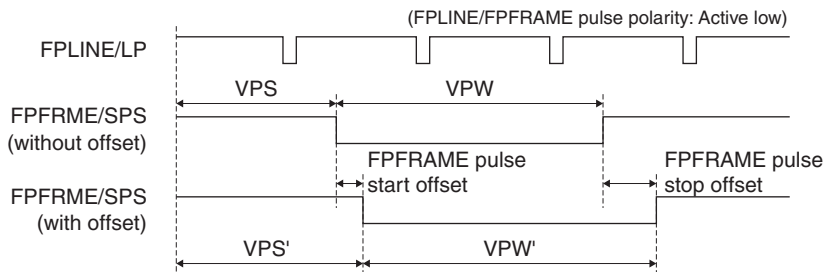 (FPLINE/FPFRAME pulse polarity: Active low)
FPLINE/LP
VPS
VPW
FPFRME/SPS
(without offset)
FPFRAME pulse
start offset
FPFRAME pulse
stop offset
FPFRME/SPS
(with offset)
VPS'
VPW'